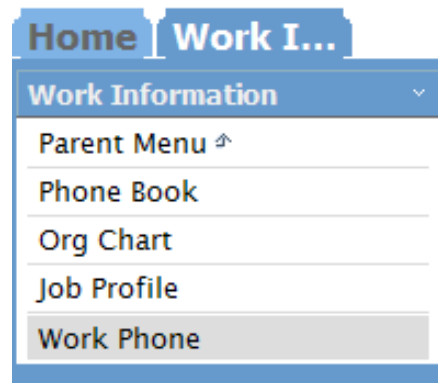 Home Work I...
Work Information
Parent Menu
Phone Book
Org Chart
Job Profile
Work Phone